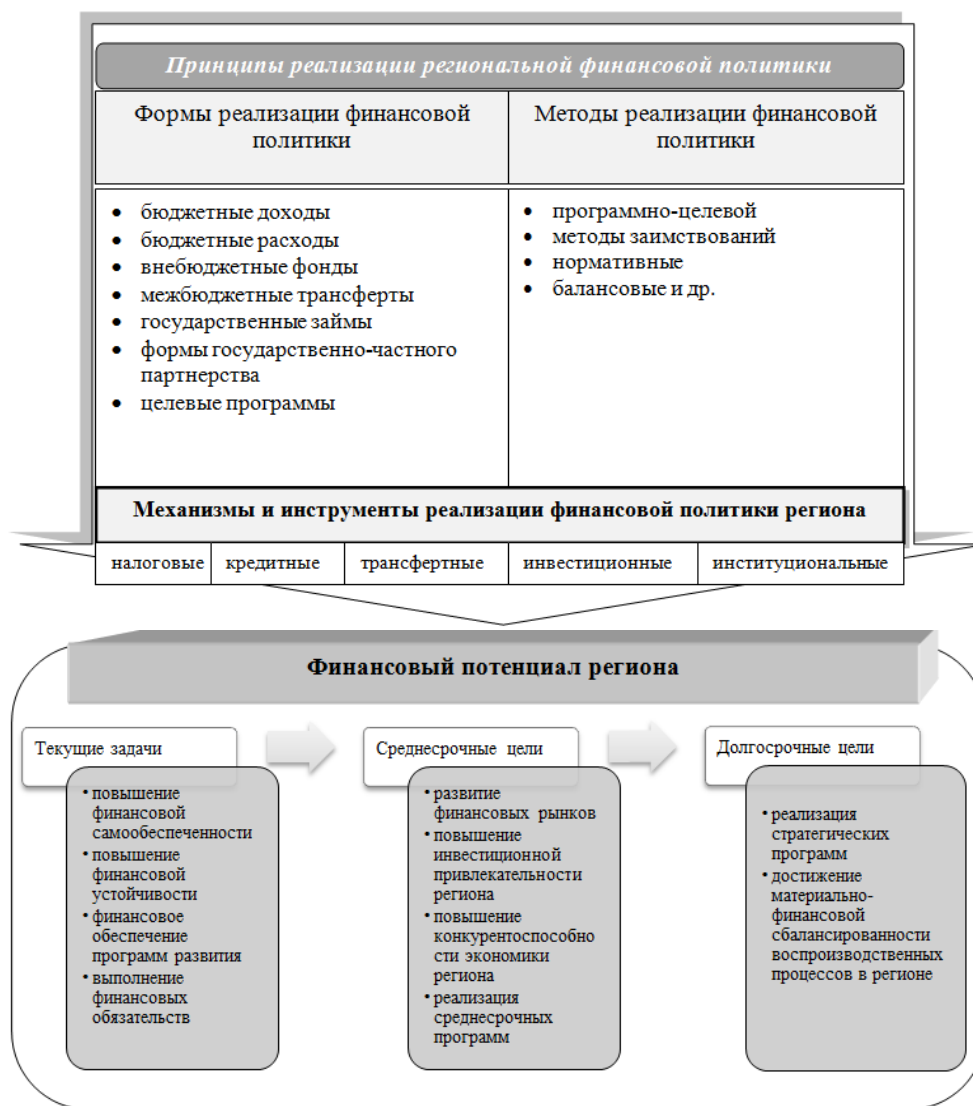 Принципы реализации региональной финансовой политики
Формы реализации финансовой
политики
Методы реализации финансовой
политики
• бюджетные доходы
• бюджетные расходы
• внебюджетные фонды
• межбюджетные трансферты
• государственные займы
• формы государственно-частного
партнерства
• целевые программы
• программно-целевой
• методы заимствований
• нормативные
• балансовые и др.
Механизмы и инструменты реализации финансовой политики региона
налоговые
кредитные
трансфертные
инвестиционные
институциональные
Финансовый потенциал региона
Текущие задачи
• повышение
финансовой
самообеспеченности
• повышение
финансовой
устойчивости
• финансовое
обеспечение
программ развития
• выполнение
финансовых
обязательств
Среднесрочные цели
• развитие
финансовых рынков
• повышение
инвестиционной
привлекательности
региона
• повышение
конкурентоспособно
сти экономики
региона
• реализация
среднесрочных
программ
Долгосрочные цели
• реализация
стратегических
программ
• достижение
материально-
финансовой
сбалансированности
воспроизводственных
процессов в регионе